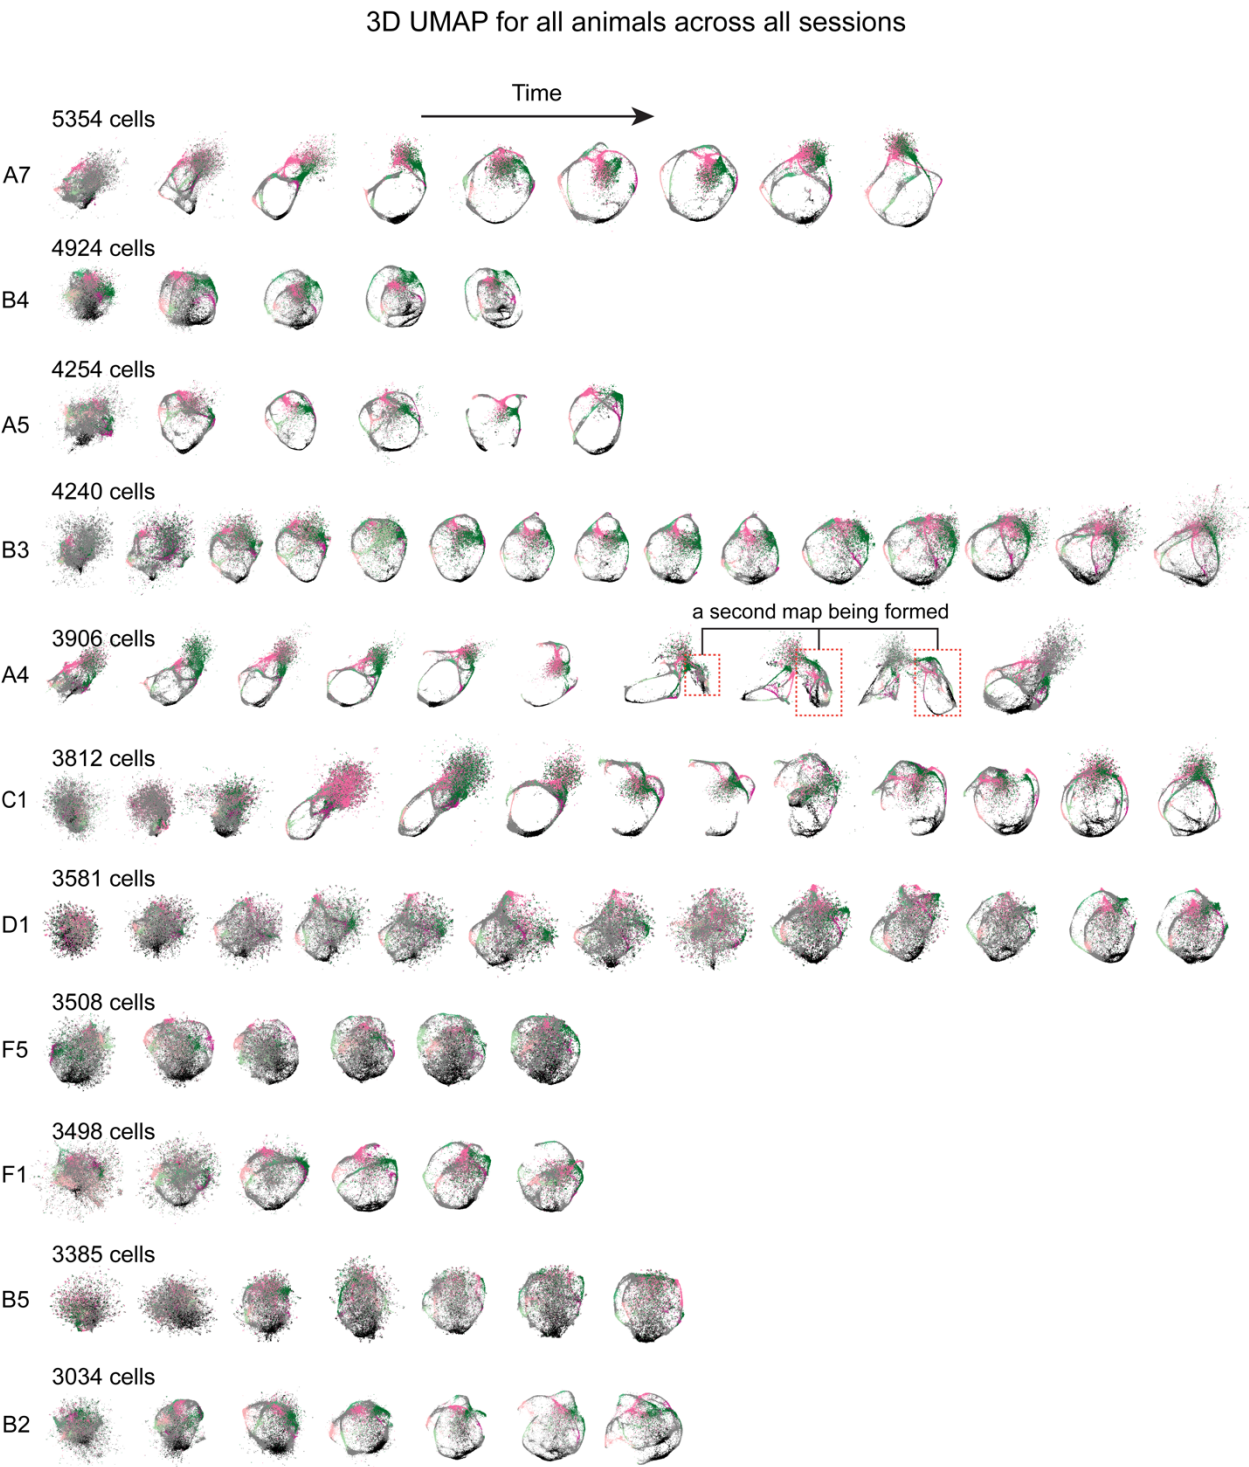 3D UMAP for all animals across all sessions
Time
5354 cells
A7
4924 cells
B4
4254 cells
A5
4240 cells
B3
a second map being formed
3906 cells
A4
3812 cells
C1
3581 cells
D1
3508 cells
F5
3498 cells
F1
3385 cells
B5
3034 cells
B2